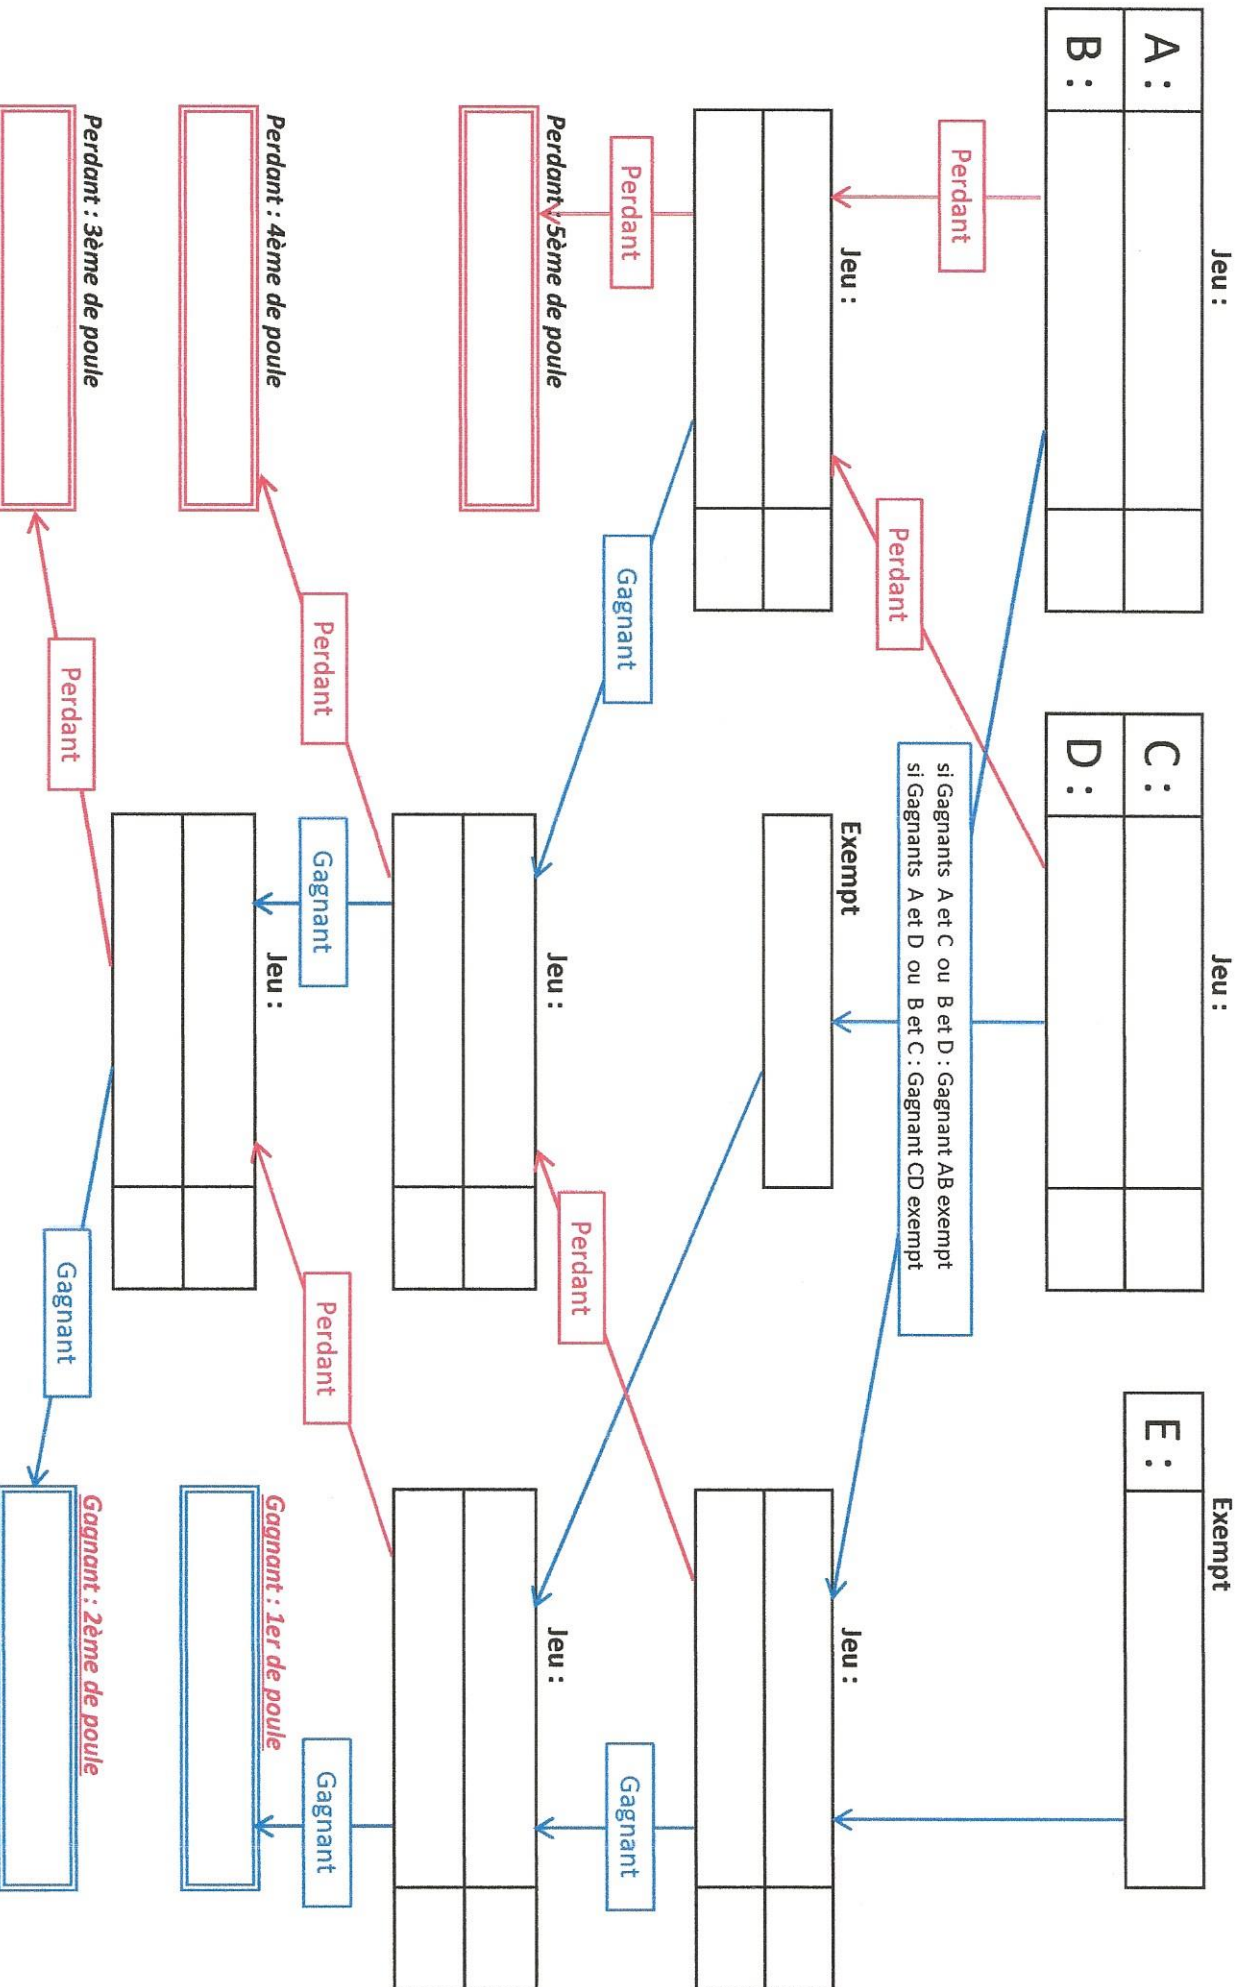 Jeu :
Jeu :
Exempt
A :
B :
C :
D :
E :
Perdant
Perdant
si Gagnants A et C ou B et D : Gagnant AB exempt
si Gagnants A et D ou B et C : Gagnant CD exempt
Jeu :
Exempt
Jeu :
Perdant
Gagnant
Perdant
Gagnant
Perdant : 5ème de poule
Jeu :
Jeu :
Perdant
Gagnant
Perdant
Gagnant
Perdant : 4ème de poule
Jeu :
Gagnant : 1er de poule
Perdant
Gagnant
Perdant : 3ème de poule
Gagnant : 2ème de poule